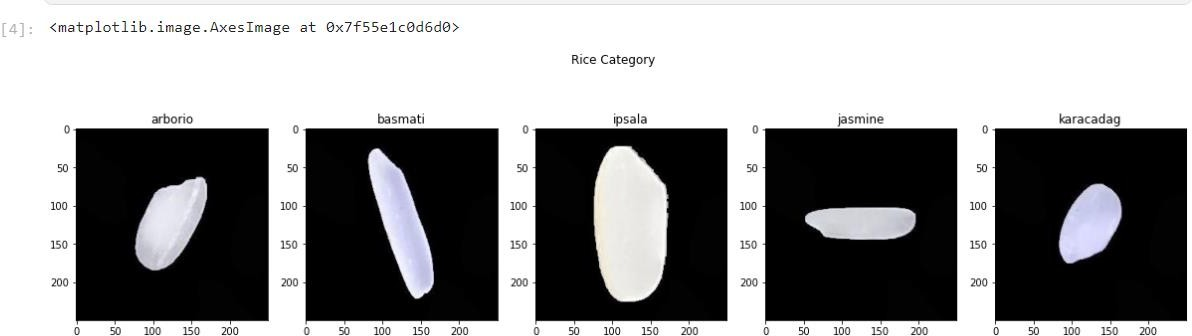 [4]: <matplotlib.image.AxesImage at 0x7f55e1c0d6d0>
Rice Category
arborio basmati ipsala jasmine karacadag
0 0 0 0 0
50 50 50 50 50
100 100 100 100 100
150 150 150 150 150
200 200 200 200 200
0 50 100 150 200 0 50 100 150 200 0 50 100 150 200 0 50 100 150 200 0 50 100 150 200